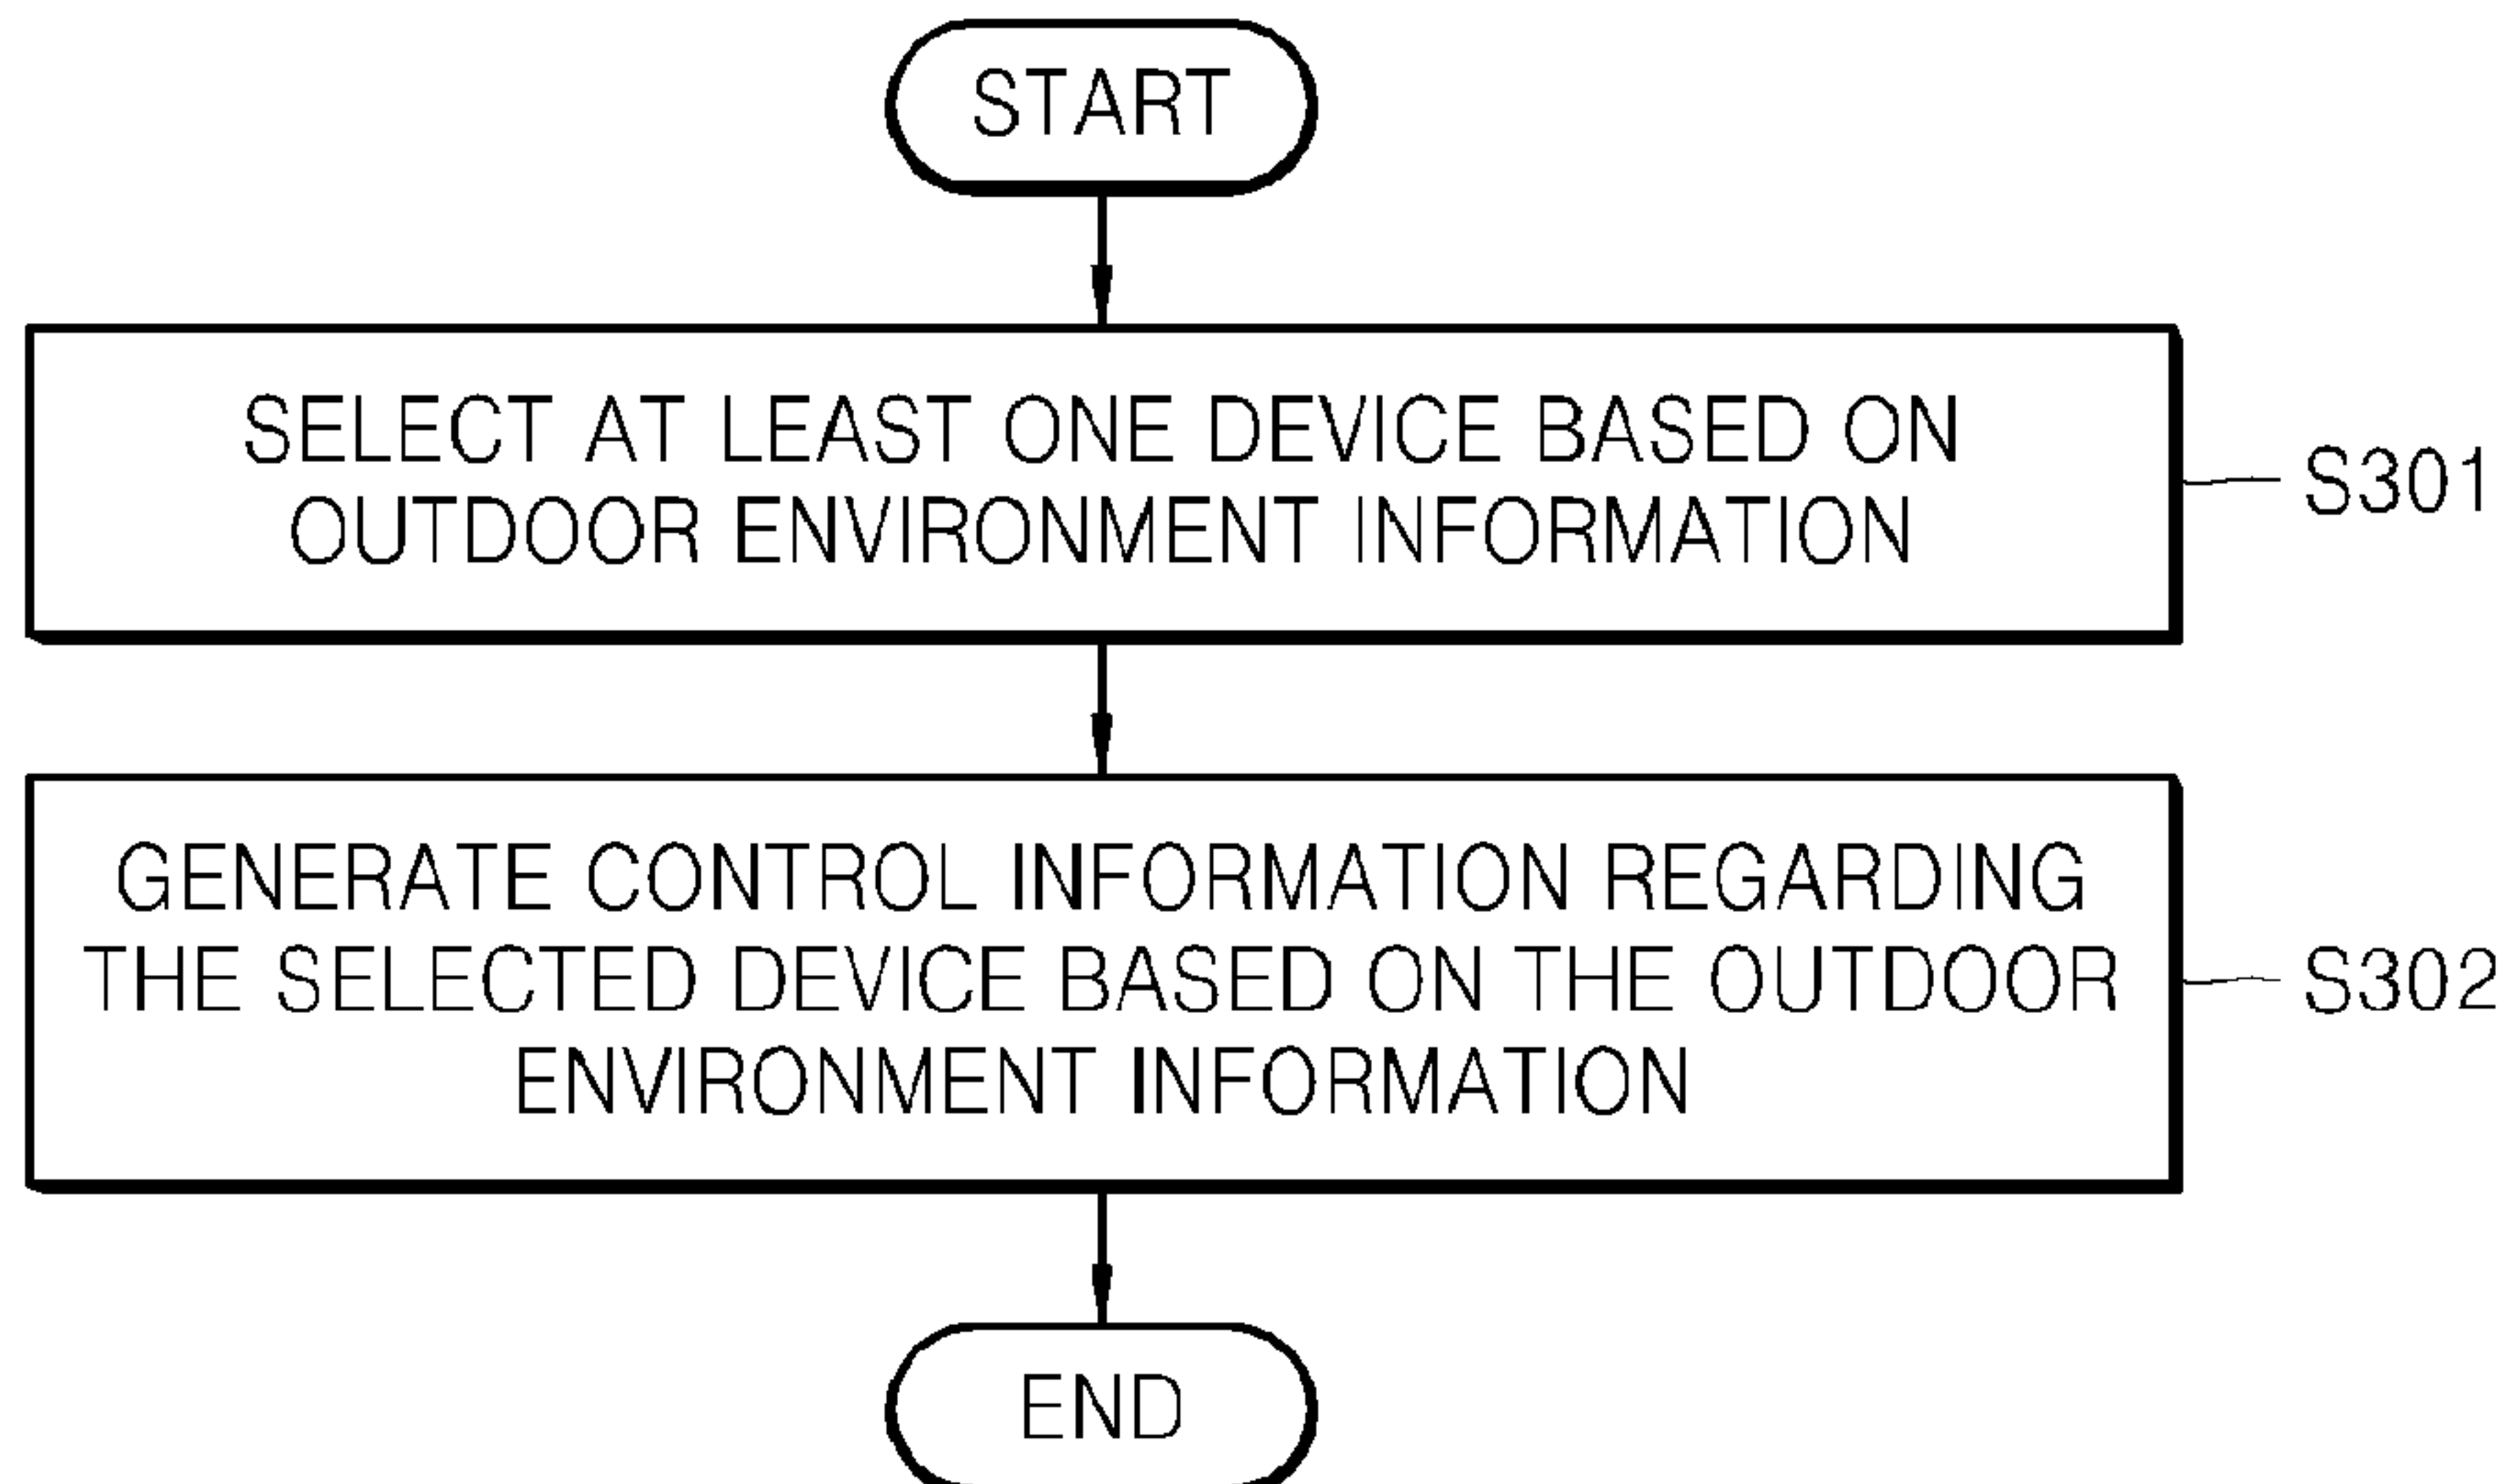 START
SELECT AT LEAST ONE DEVICE BASED ON
OUTDOOR ENVIRONMENT INFORMATION
S301
GENERATE CONTROL INFORMATION REGARDING
THE SELECTED DEVICE BASED ON THE OUTDOOR
ENVIRONMENT INFORMATION
S302
END